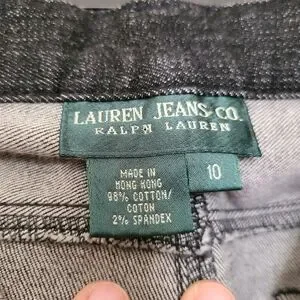 LAUREN JEANS CO.
RALPH LAUREN
MADE IN
HONG KONG
98% COTTON/
COTON
2% SPANDEX
10